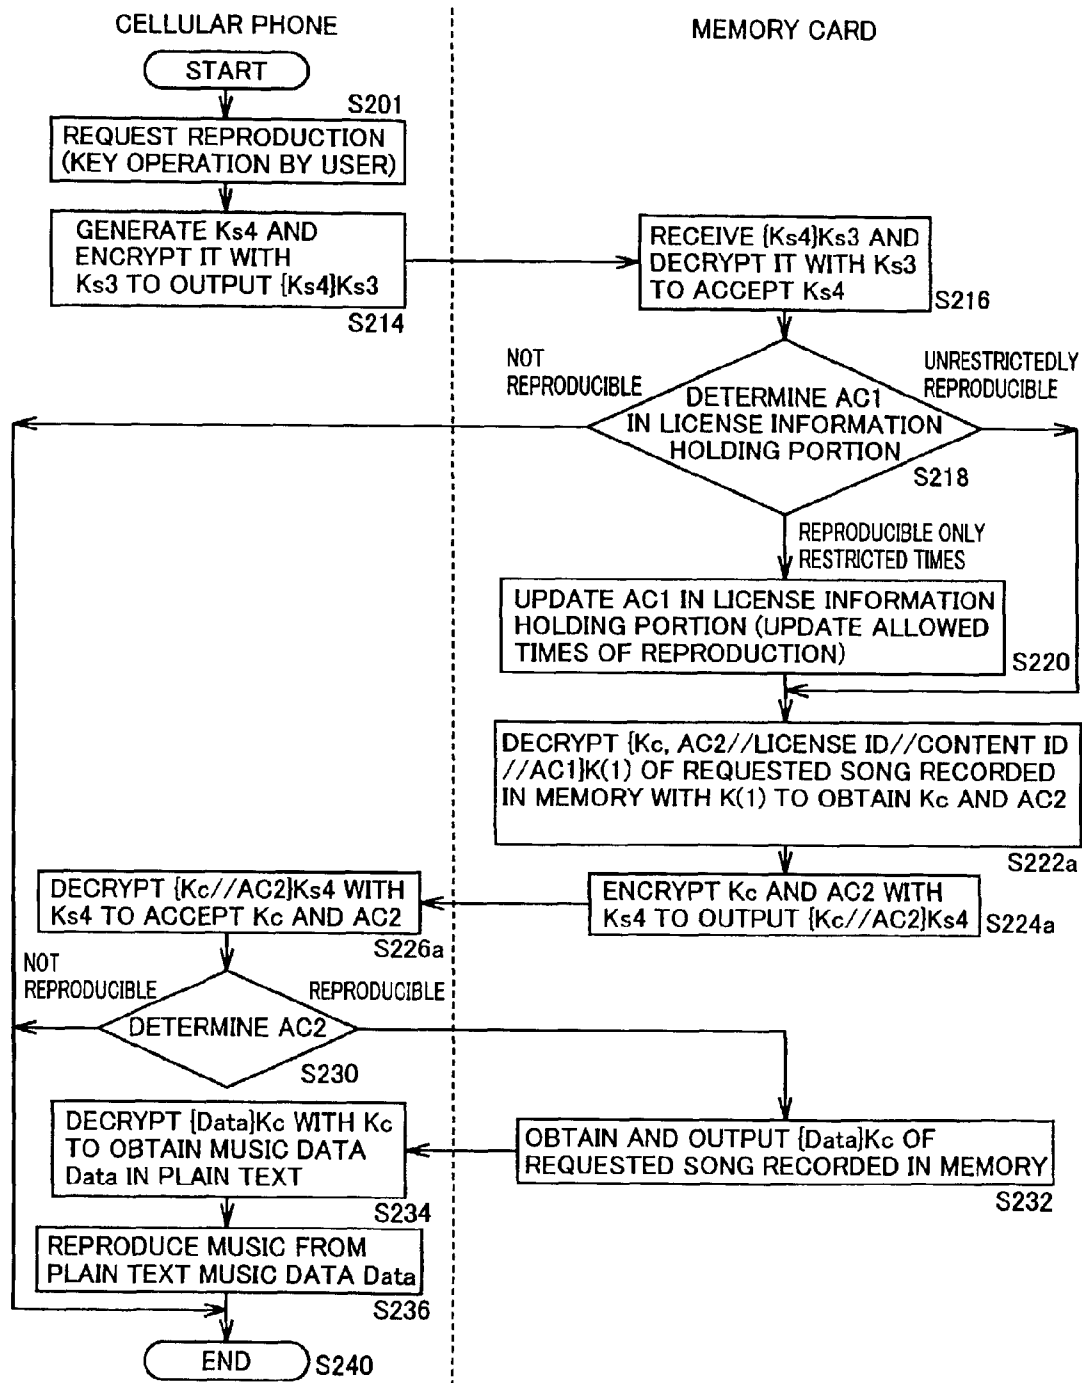 CELLULAR PHONE
MEMORY CARD
START
S201
REQUEST REPRODUCTION
(KEY OPERATION BY USER)
GENERATE Ks4 AND
ENCRYPT IT WITH
Ks3 TO OUTPUT {Ks4}Ks3
S214
RECEIVE {Ks4}Ks3 AND
DECRYPT IT WITH Ks3
TO ACCEPT Ks4
S216
NOT
REPRODUCIBLE
UNRESTRICTEDLY
REPRODUCIBLE
DETERMINE AC1
IN LICENSE INFORMATION
HOLDING PORTION
S218
REPRODUCIBLE ONLY
RESTRICTED TIMES
UPDATE AC1 IN LICENSE INFORMATION
HOLDING PORTION (UPDATE ALLOWED
TIMES OF REPRODUCTION)
S220
DECRYPT {Kc, AC2//LICENSE ID//CONTENT ID
//AC1}K(1) OF REQUESTED SONG RECORDED
IN MEMORY WITH K(1) TO OBTAIN Kc AND AC2
S222a
ENCRYPT Kc AND AC2 WITH
Ks4 TO OUTPUT {Kc//AC2}Ks4
S224a
DECRYPT {Kc//AC2}Ks4 WITH
Ks4 TO ACCEPT Kc AND AC2
S226a
NOT
REPRODUCIBLE
REPRODUCIBLE
DETERMINE AC2
S230
OBTAIN AND OUTPUT {Data}Kc OF
REQUESTED SONG RECORDED IN MEMORY
S232
DECRYPT {Data}Kc WITH Kc
TO OBTAIN MUSIC DATA
Data IN PLAIN TEXT
S234
REPRODUCE MUSIC FROM
PLAIN TEXT MUSIC DATA Data
S236
END
S240